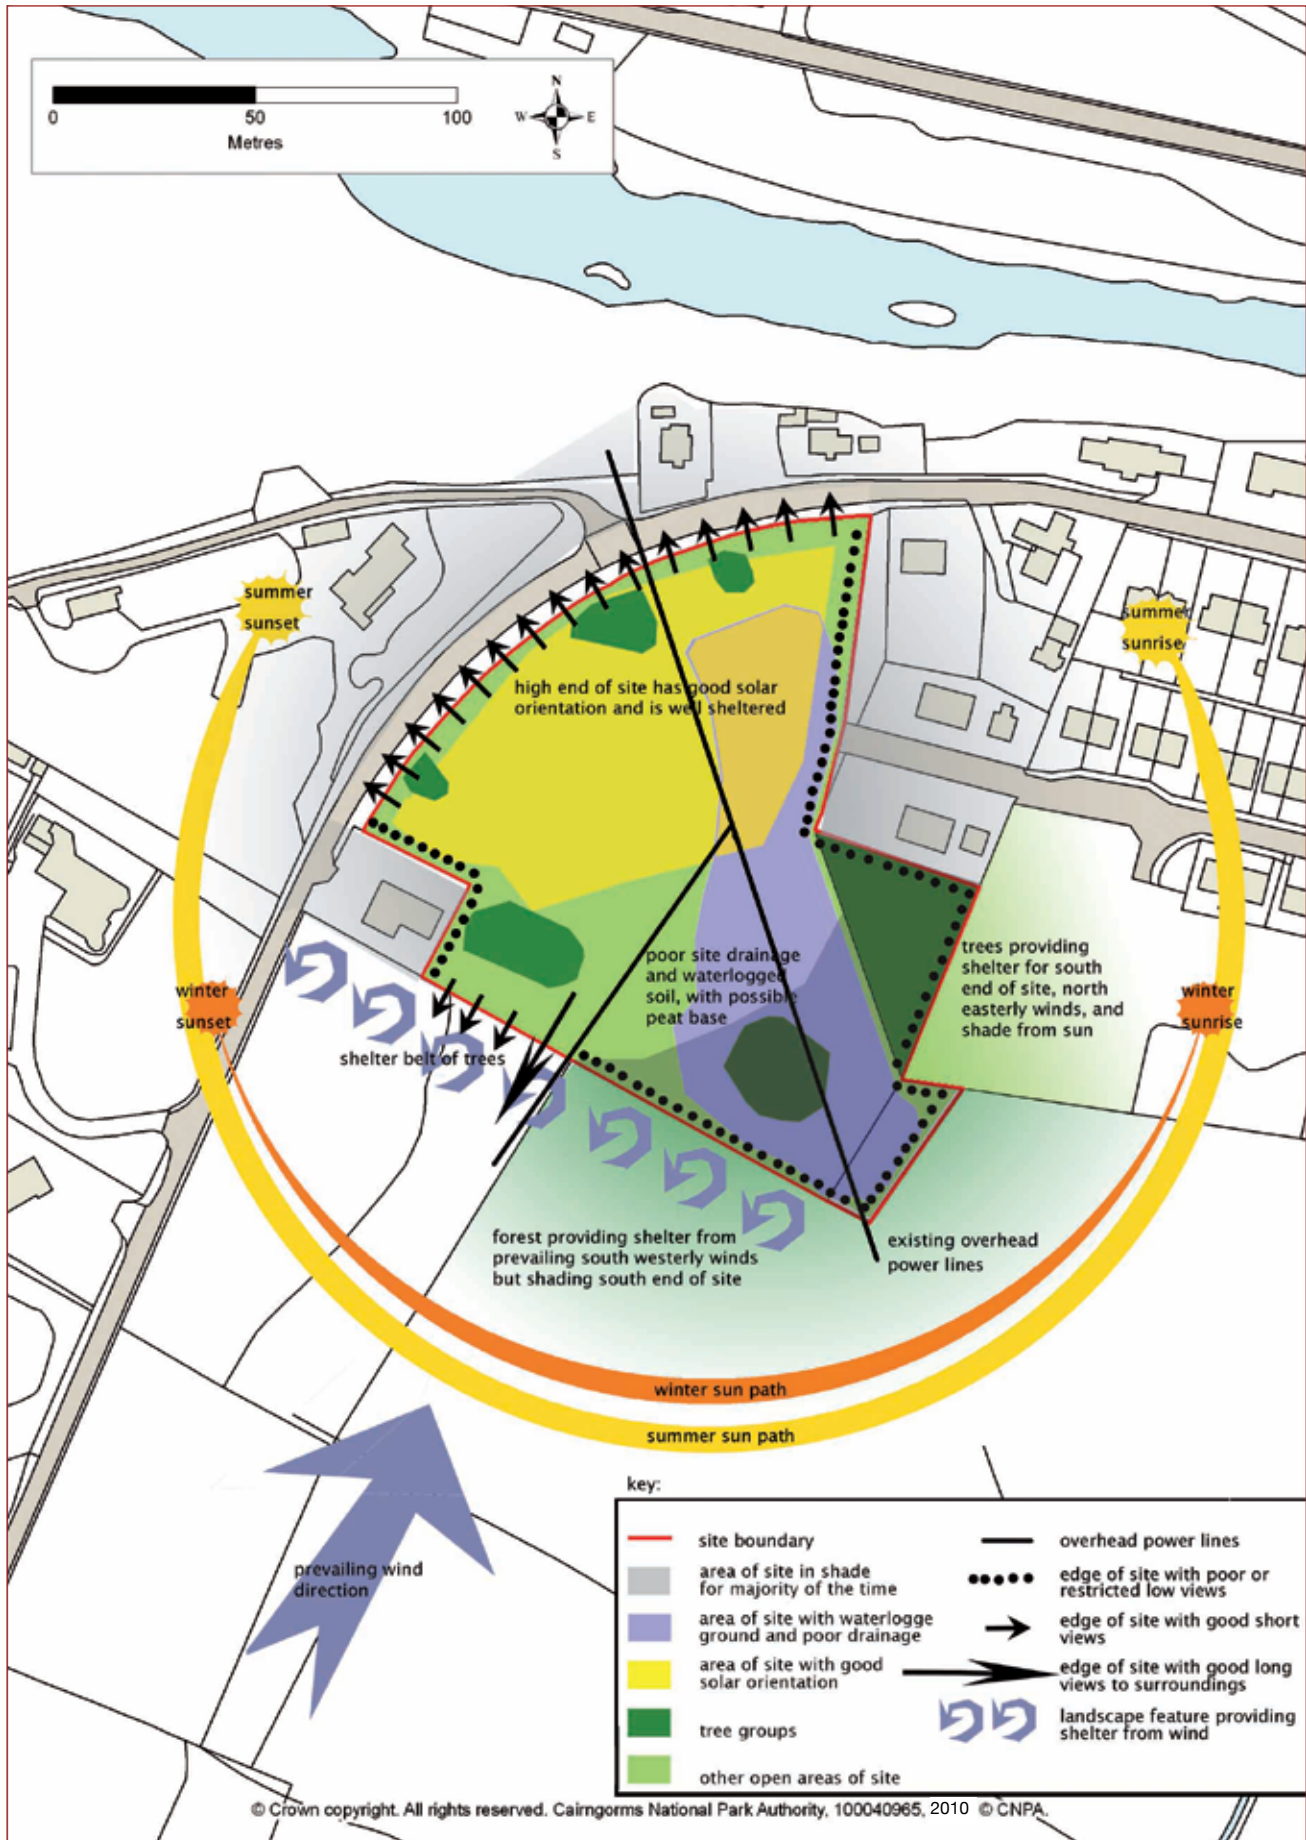 N
W E
S
0 50 100
Metres
summer
sunset
summer
sunrise
high end of site has good solar
orientation and is well sheltered
poor site drainage
and waterlogged
soil, with possible
peat base
trees providing
shelter for south
end of site, north
easterly winds, and
shade from sun
winter
sunset
winter
sunrise
shelter belt of trees
forest providing shelter from
prevailing south westerly winds
but shading south end of site
existing overhead
power lines
winter sun path
summer sun path
prevailing wind
direction
key:
site boundary
area of site in shade
for majority of the time
area of site with waterlogge
ground and poor drainage
area of site with good
solar orientation
tree groups
other open areas of site
overhead power lines
edge of site with poor or
restricted low views
edge of site with good short
views
edge of site with good long
views to surroundings
landscape feature providing
shelter from wind
© Crown copyright. All rights reserved. Cairngorms National Park Authority, 100040965, 2010 © CNPA.